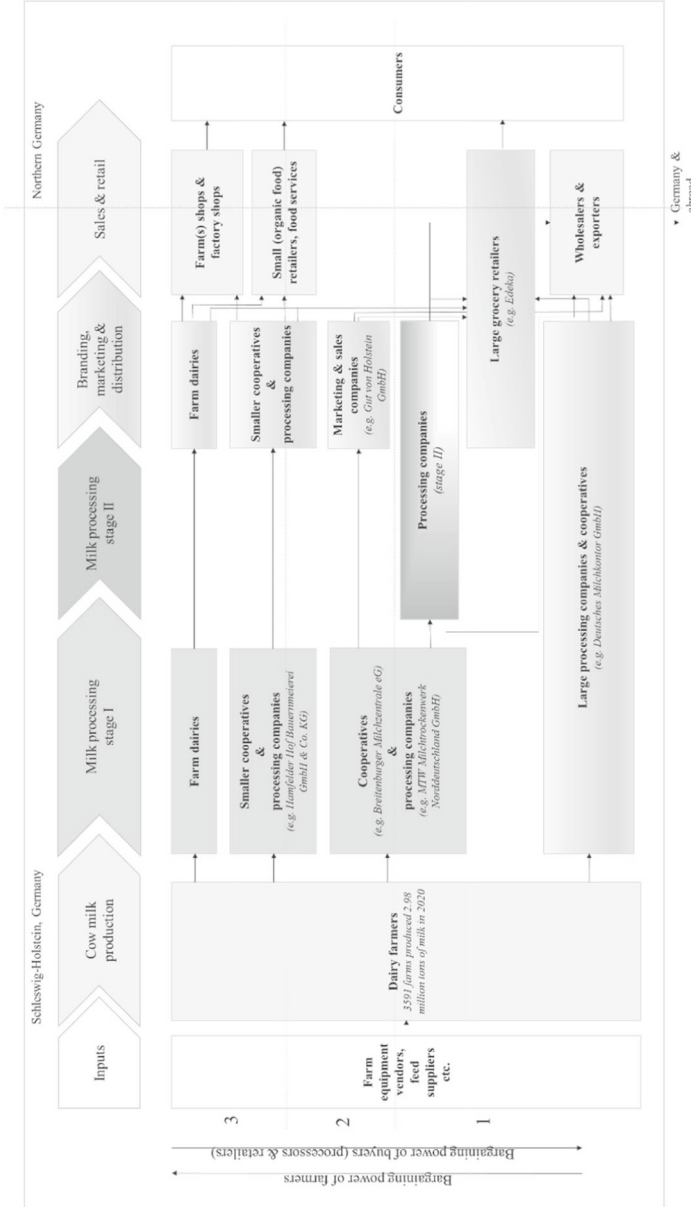 Schleswig-Holstein, Germany
Northern Germany
Inputs
Cow milk
production
Milk processing
stage I
Milk processing
stage II
Branding,
marketing &
distribution
Sales & retail
Bargaining power of farmers
Bargaining power of buyers (processors & retailers)
3
2
1
Farm
equipment
vendors,
feed
suppliers
etc.
Dairy farmers
3591 farms produced 2.98
million tons of milk in 2020
Farm dairies
Smaller cooperatives
&
processing companies
(e.g. Hamfelder Hof Bauernmeierei
GmbH & Co. KG)
Cooperatives
(e.g. Breitenburger Milchzentrale eG)
&
processing companies
(e.g. MTW Milchtrockenwerk
Norddeutschland GmbH)
Large processing companies & cooperatives
(e.g. Deutsches Milchkontor GmbH)
Processing companies
(stage II)
Farm dairies
Smaller cooperatives
&
processing companies
Marketing & sales
companies
(e.g. Gut von Holstein
GmbH)
Large grocery retailers
(e.g. Edeka)
Farm(s) shops &
factory shops
Small (organic food)
retailers, food services
Wholesalers &
exporters
Consumers
Germany &
abroad